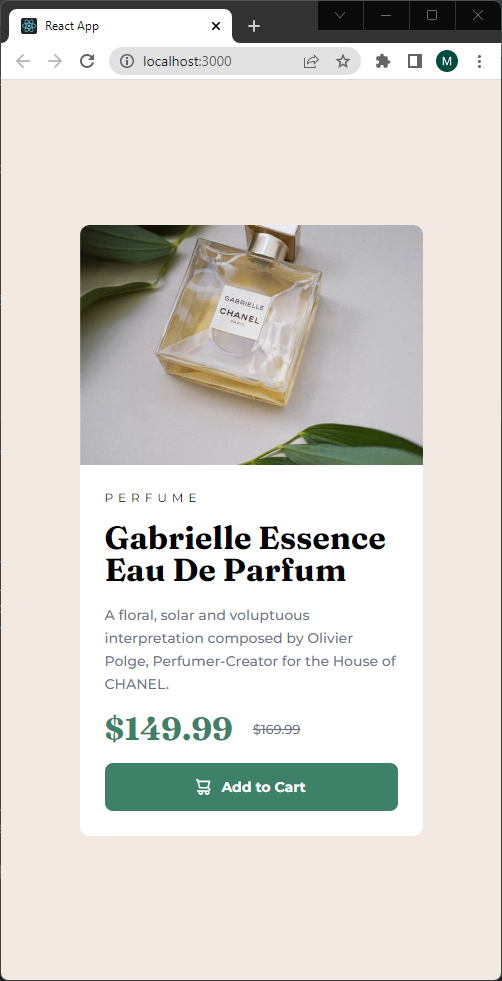 React App
localhost:3000
M
GABRIELLE
CHANEL
PARIS
PERFUME
Gabrielle Essence
Eau De Parfum
A floral, solar and voluptuous
interpretation composed by Olivier
Polge, Perfumer-Creator for the House of
CHANEL.
$149.99 $169.99
Add to Cart